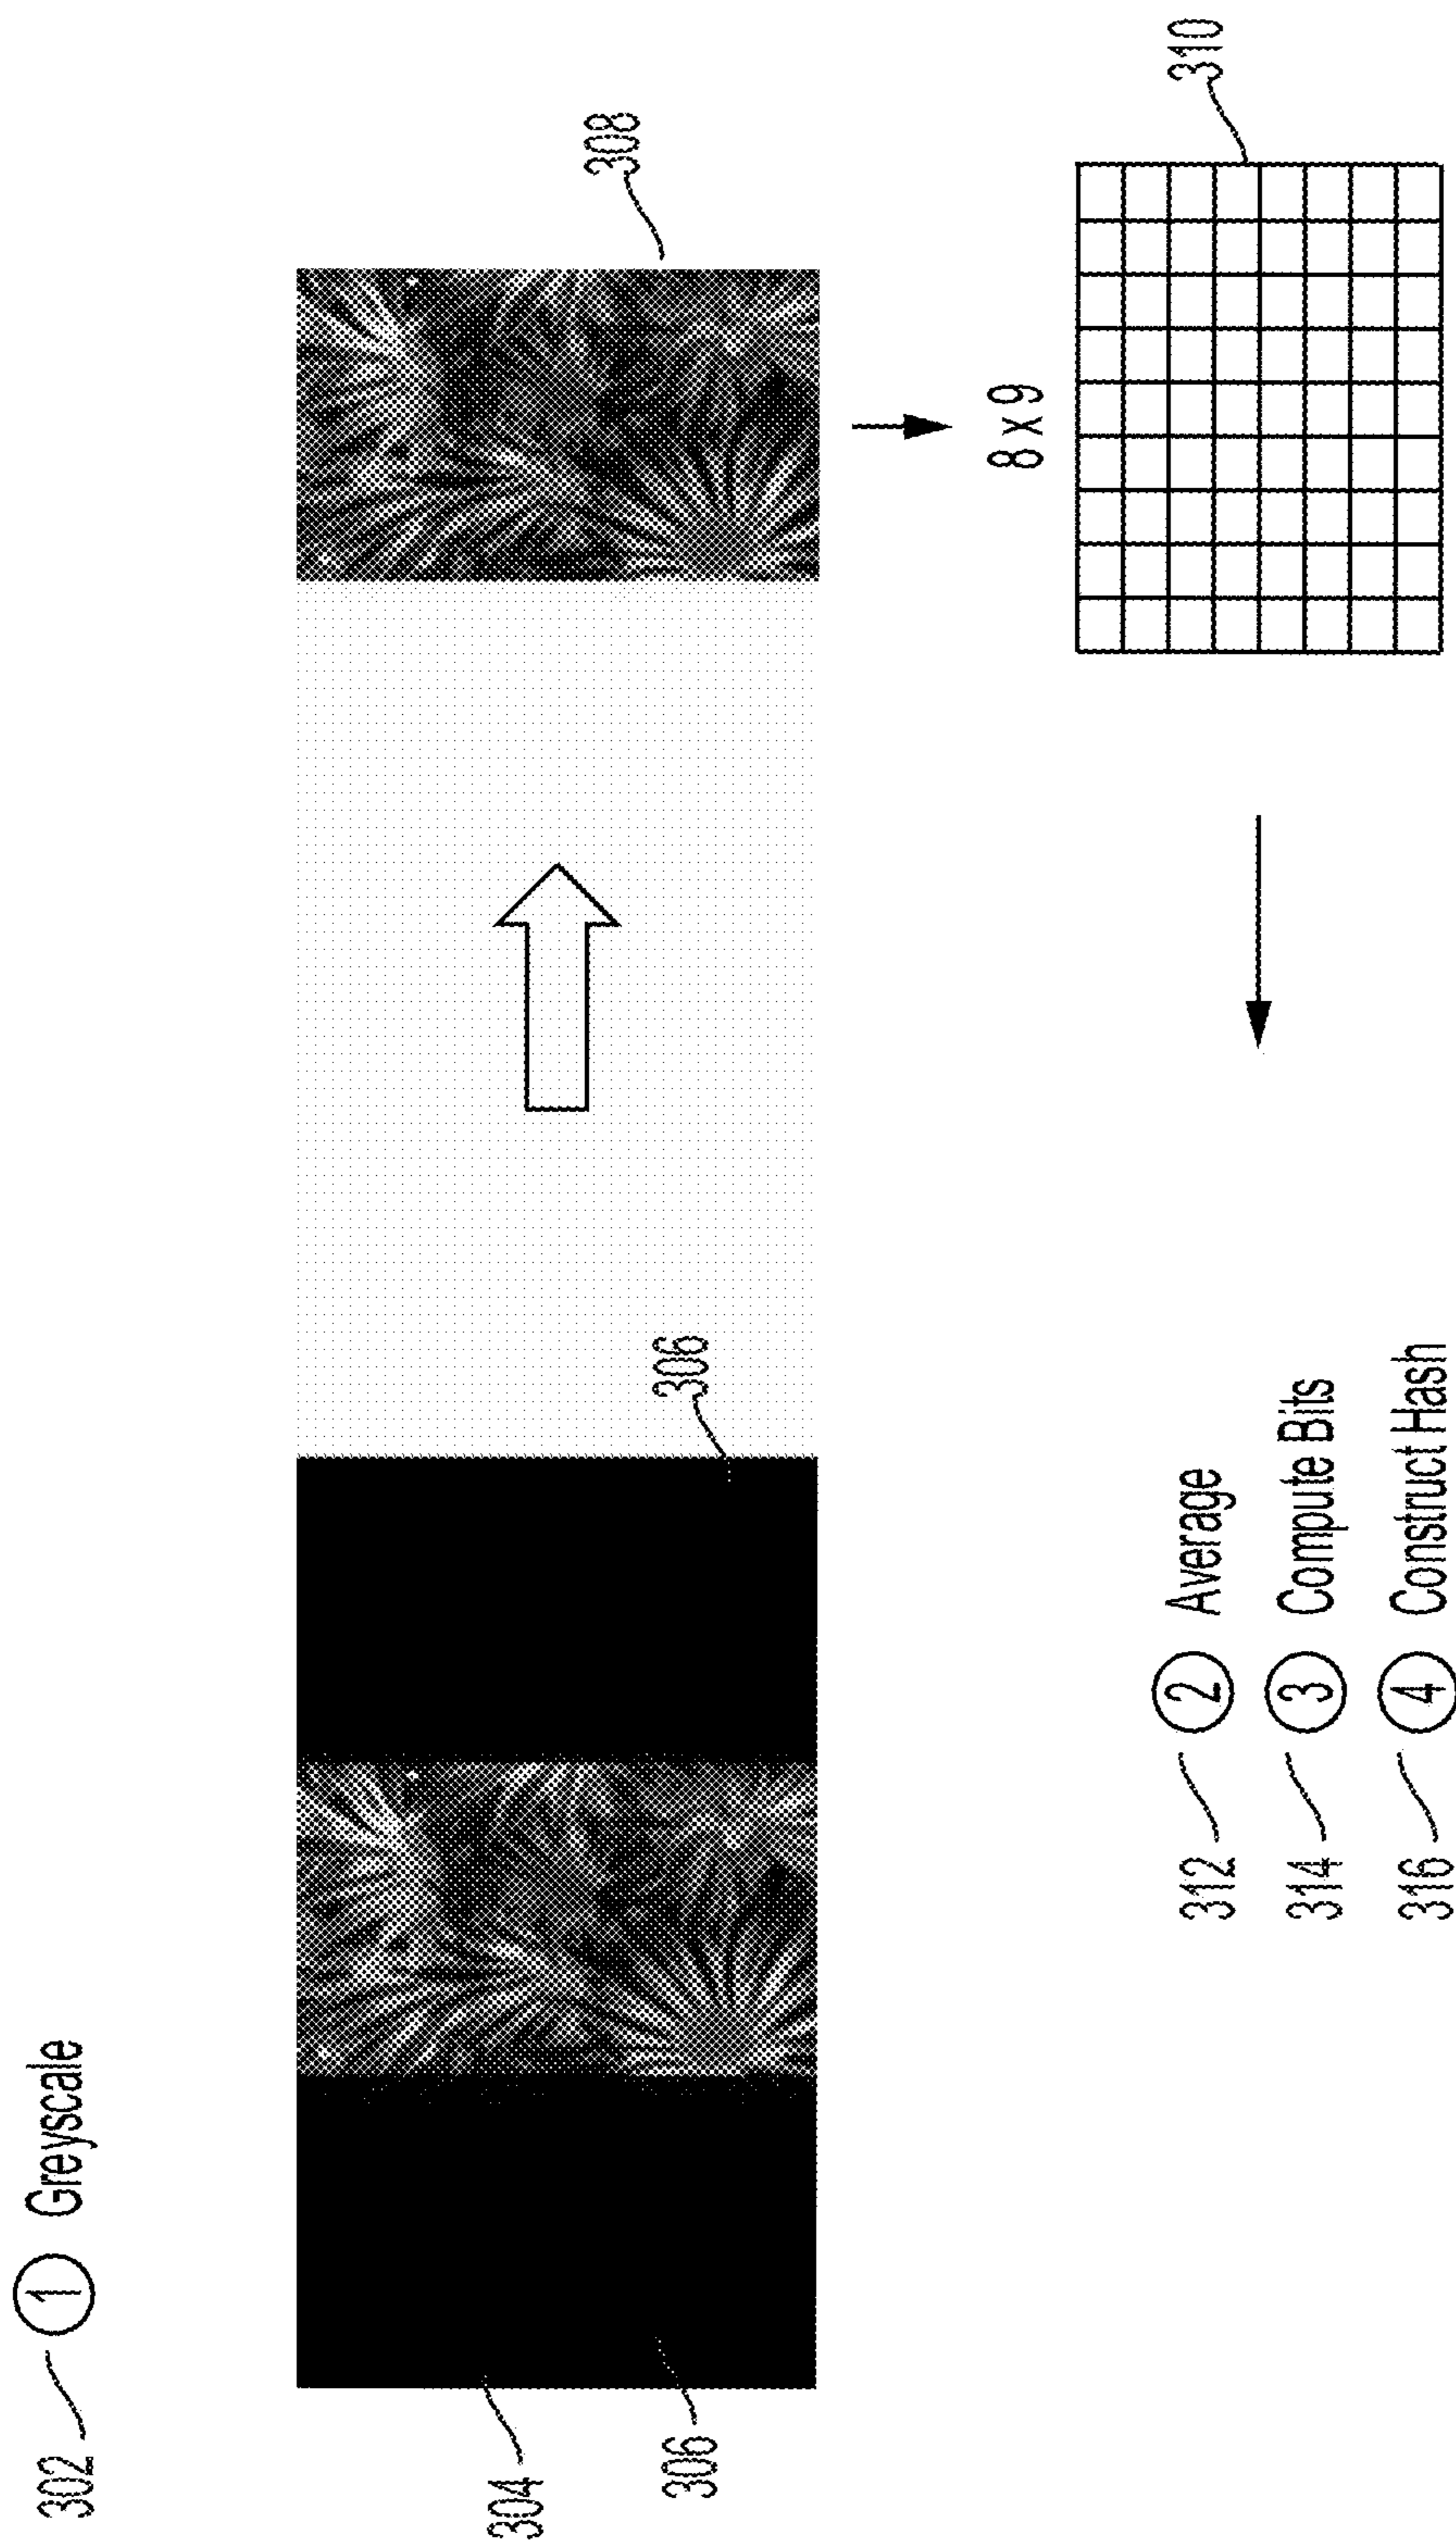 302 1 Greyscale
304
306
306
308
8 x 9
310
312 2 Average
314 3 Compute Bits
316 4 Construct Hash